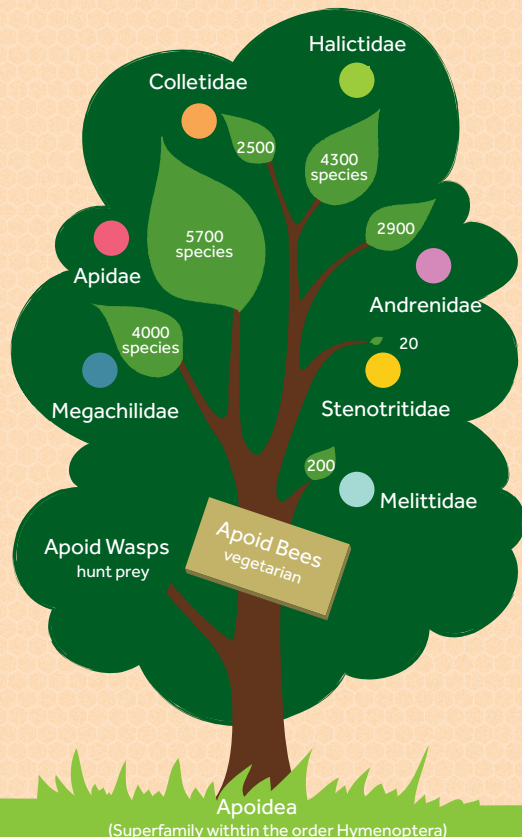 Halictidae
Colletidae
2500
4300
species
5700
species
2900
Apidae
Andrenidae
4000
species
20
Megachilidae
Stenotritidae
200
Melittidae
Apoid Bees
vegetarian
Apoid Wasps
hunt prey
Apoidea
(Superfamily withtin the order Hymenoptera)